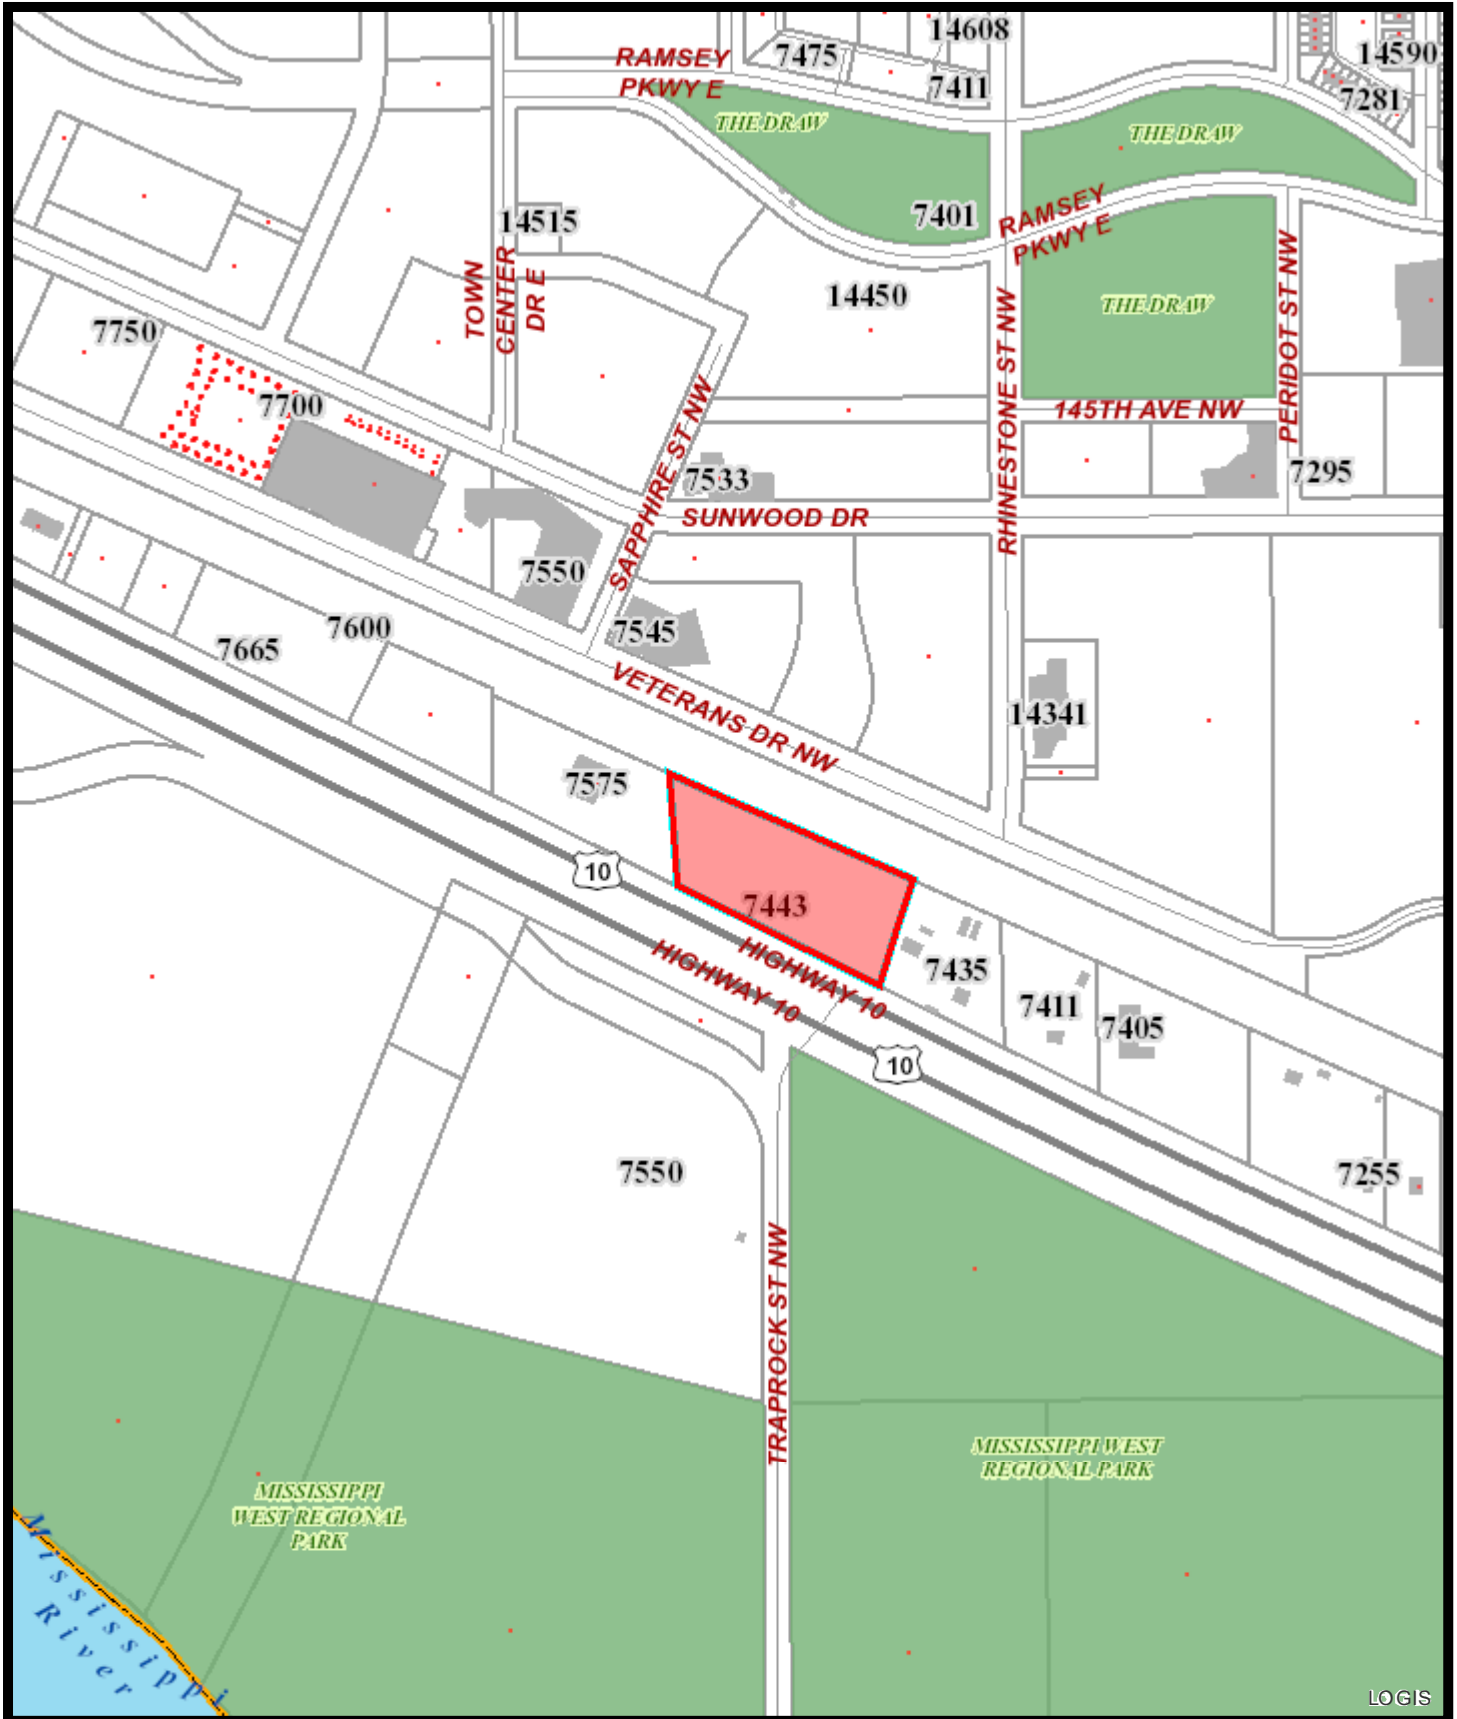 14608
RAMSEY
PKWY E
7475
14590
7411
7281
THE DRAW
THE DRAW
14515
7401
RAMSEY
PKWY E
TOWN
CENTER
DR E
14450
THE DRAW
PERIDOT ST NW
7750
RHINESTONE ST NW
7700
145TH AVE NW
SAPPHIRE ST NW
7533
7295
SUNWOOD DR
7550
7545
7600
7665
14341
VETERANS DR NW
7575
10
7443
HIGHWAY 10
HIGHWAY 10
7435
7411
7405
10
7550
7255
TRAPROCK ST NW
MISSISSIPPI WEST
REGIONAL PARK
MISSISSIPPI
WEST REGIONAL
PARK
Mississippi
River
LOGIS